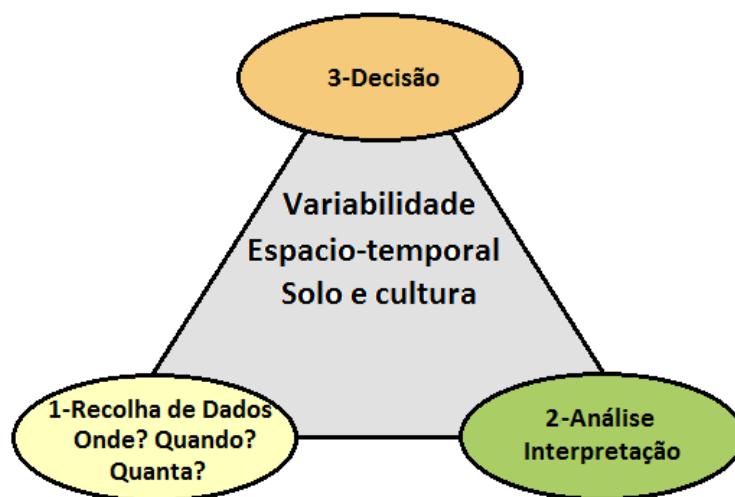 3-Decisão
Variabilidade
Espacio-temporal
Solo e cultura
1-Recolha de Dados
Onde? Quando?
Quanta?
2-Análise
Interpretação